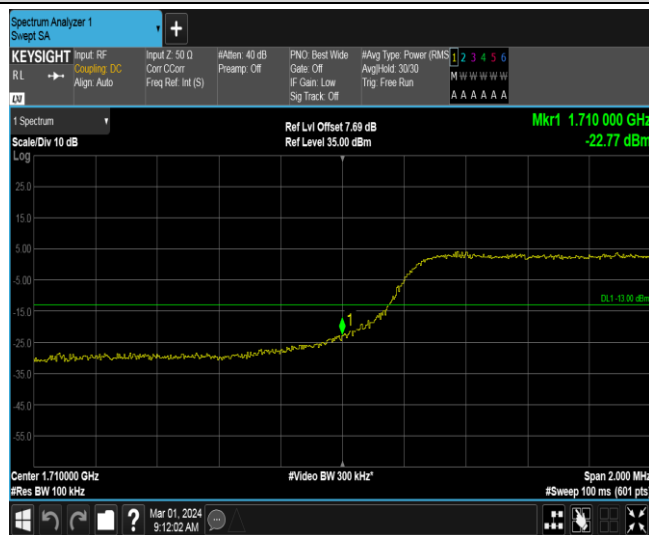 Spectrum Analyzer 1
Swept SA
+
KEYSIGHT
RL
LXI
Input: RF
Coupling: DC
Align: Auto
Input Z: 50 Ω
Corr CCorr
Freq Ref: Int (S)
#Atten: 40 dB
Preamp: Off
PNO: Best Wide
Gate: Off
IF Gain: Low
Sig Track: Off
#Avg Type: Power (RMS
Avg|Hold: 30/30
Trig: Free Run
1 2 3 4 5 6
M W W W W W
A A A A A A
1 Spectrum
Scale/Div 10 dB
Log
Ref Lvl Offset 7.69 dB
Ref Level 35.00 dBm
Mkr1 1.710 000 GHz
-22.77 dBm
25.0
15.0
5.00
-5.00
DL1 -13.00 dBm
-15.0
1
-25.0
-35.0
-45.0
-55.0
Center 1.710000 GHz
#Res BW 100 kHz
#Video BW 300 kHz*
Span 2.000 MHz
#Sweep 100 ms (601 pts)
?
Mar 01, 2024
9:12:02 AM